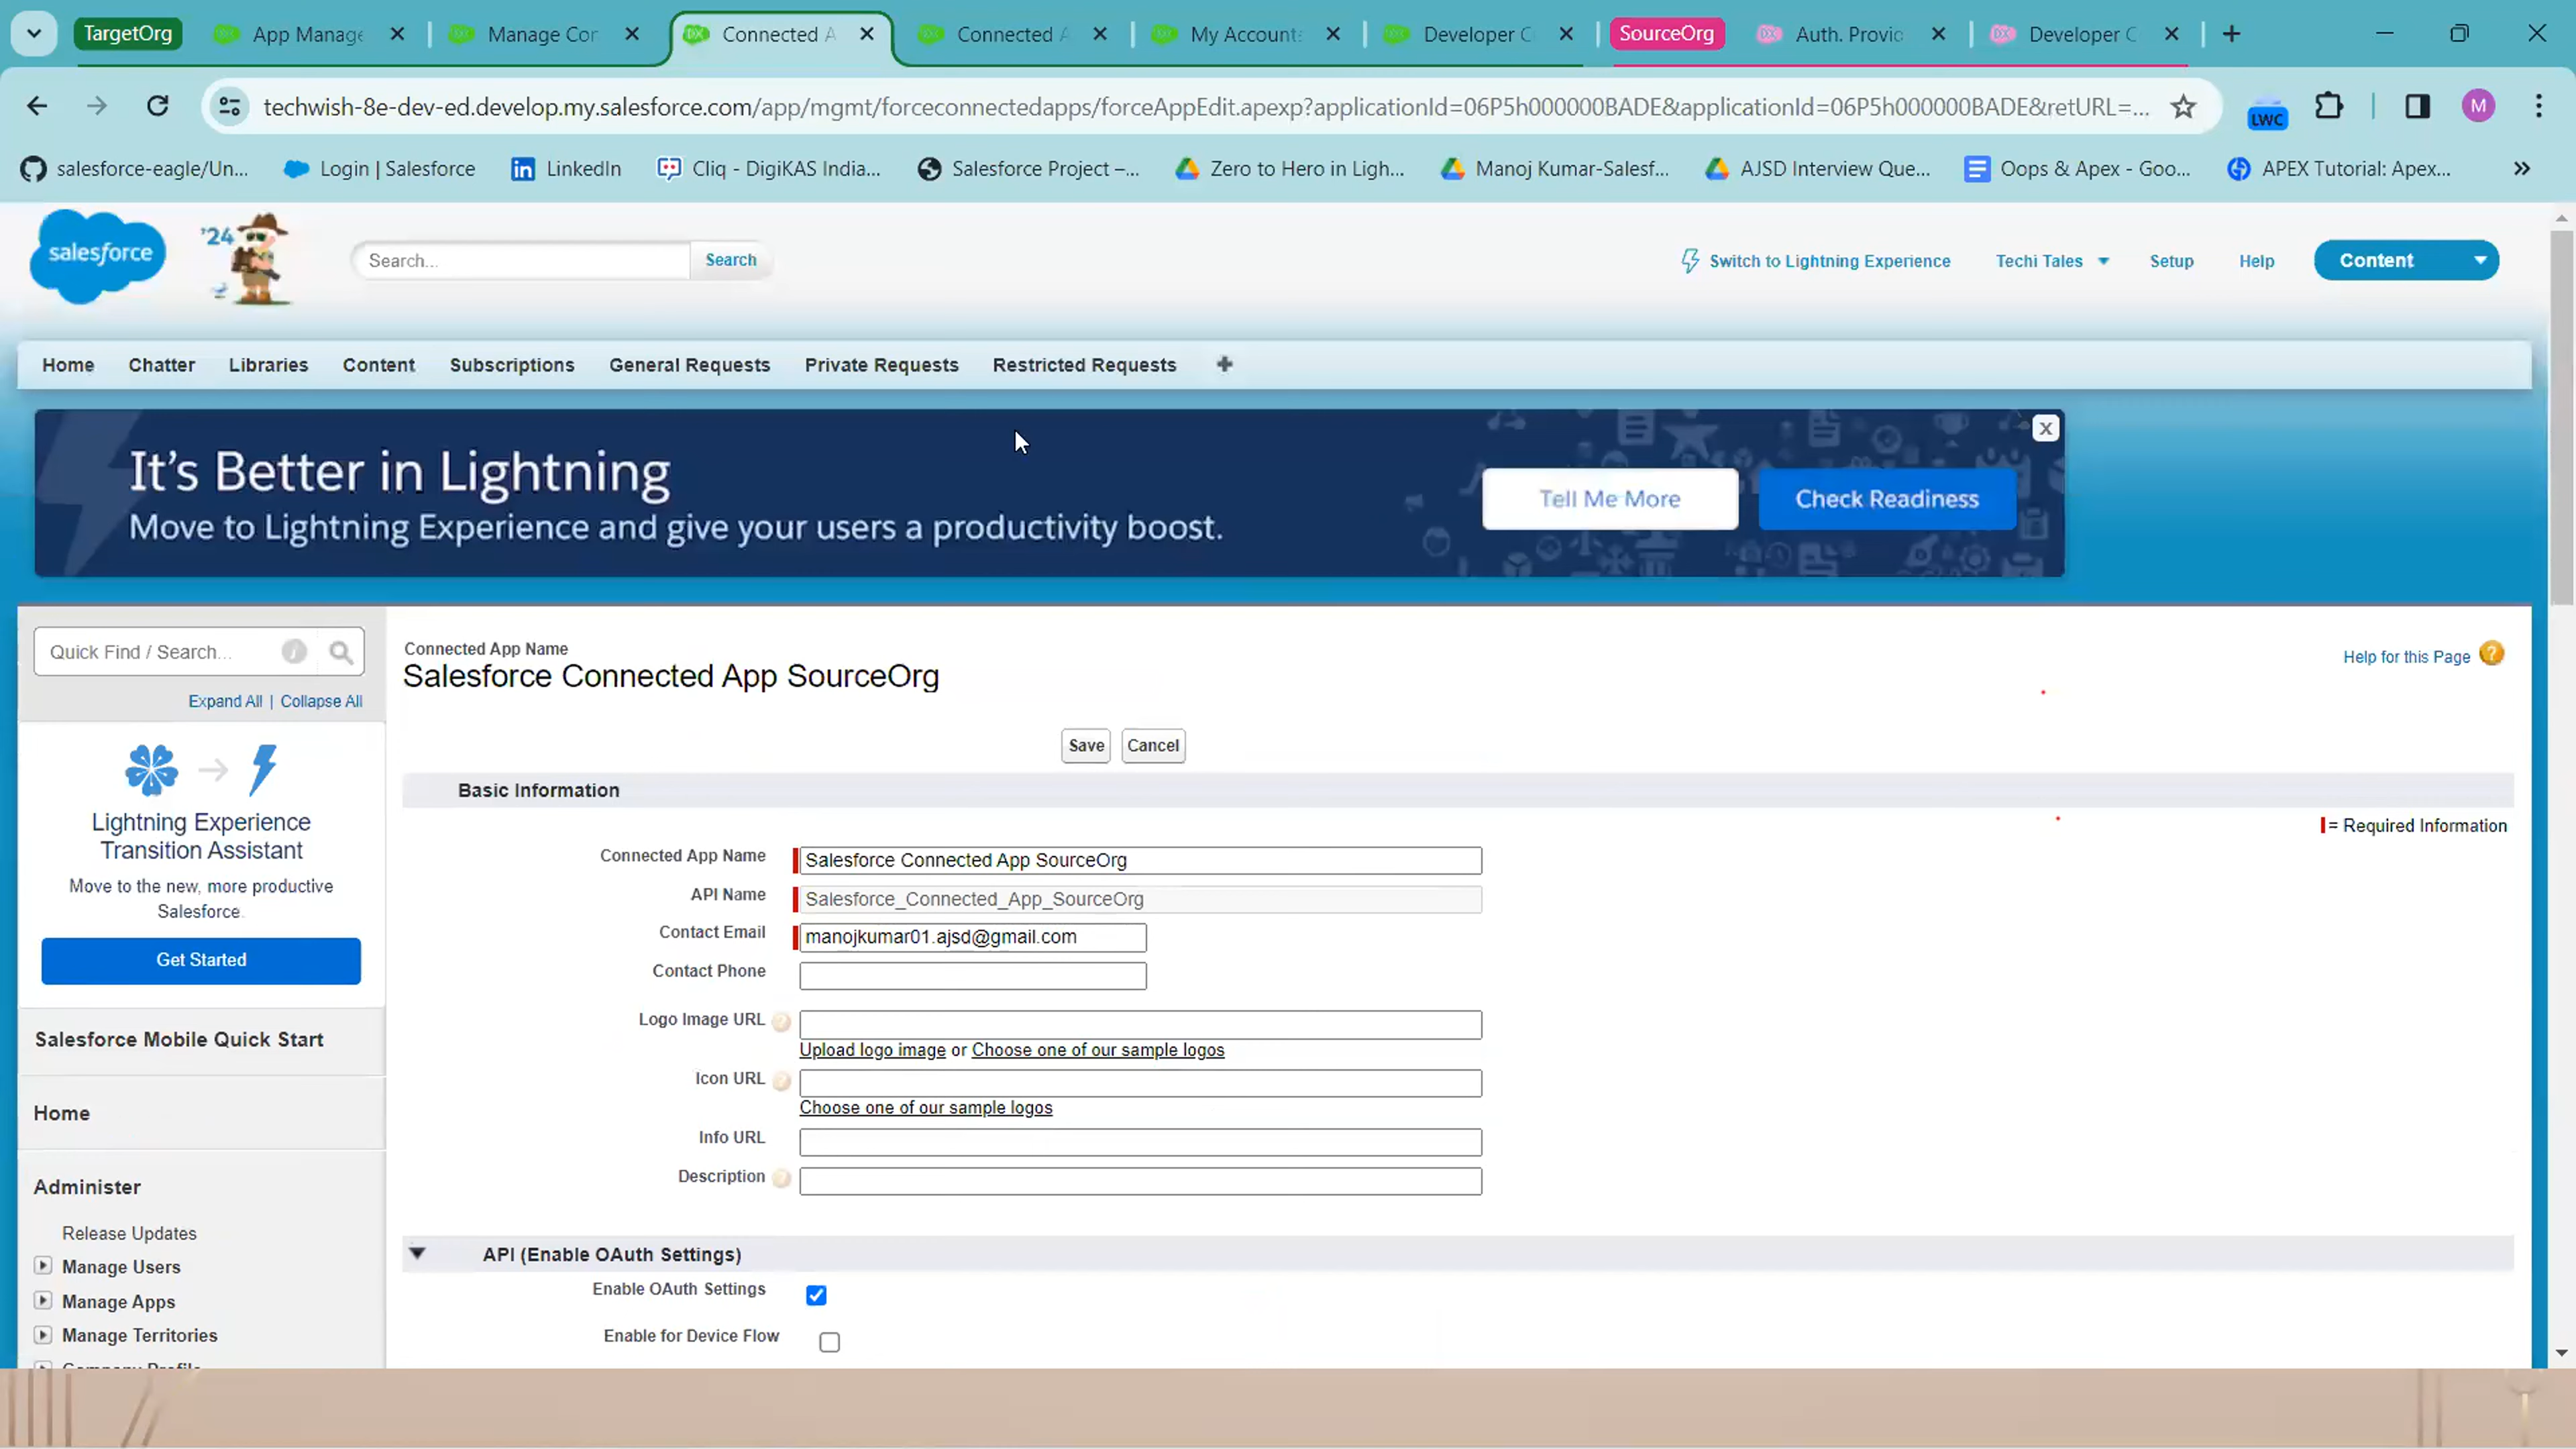 TargetOrg App Manage Manage Cor Connected A Connected A My Account: Developer C SourceOrg Auth. Provid Developer C
techwish-8e-dev-ed.develop.my.salesforce.com/app/mgmt/forceconnectedapps/forceAppEdit.apexp?applicationId=06P5h000000BADE&applicationId=06P5h000000BADE&retURL=... LWC M
salesforce-eagle/Un... Login | Salesforce LinkedIn Cliq - DigiKAS India... Salesforce Project –... Zero to Hero in Ligh... Manoj Kumar-Salesf... AJSD Interview Que... Oops & Apex - Goo... APEX Tutorial: Apex... »
salesforce '24 Search... Search Switch to Lightning Experience Techi Tales Setup Help Content
Home Chatter Libraries Content Subscriptions General Requests Private Requests Restricted Requests
It's Better in Lightning
Move to Lightning Experience and give your users a productivity boost.
Tell Me More Check Readiness X
Quick Find / Search...
Expand All | Collapse All
Lightning Experience
Transition Assistant
Move to the new, more productive
Salesforce.
Get Started
Salesforce Mobile Quick Start
Home
Administer
Release Updates
Manage Users
Manage Apps
Manage Territories
Company Profile
Connected App Name
Salesforce Connected App SourceOrg
Help for this Page ?
Save Cancel
Basic Information
= Required Information
Connected App Name Salesforce Connected App SourceOrg
API Name Salesforce_Connected_App_SourceOrg
Contact Email manojkumar01.ajsd@gmail.com
Contact Phone
Logo Image URL
Upload logo image or Choose one of our sample logos
Icon URL
Choose one of our sample logos
Info URL
Description
API (Enable OAuth Settings)
Enable OAuth Settings
Enable for Device Flow